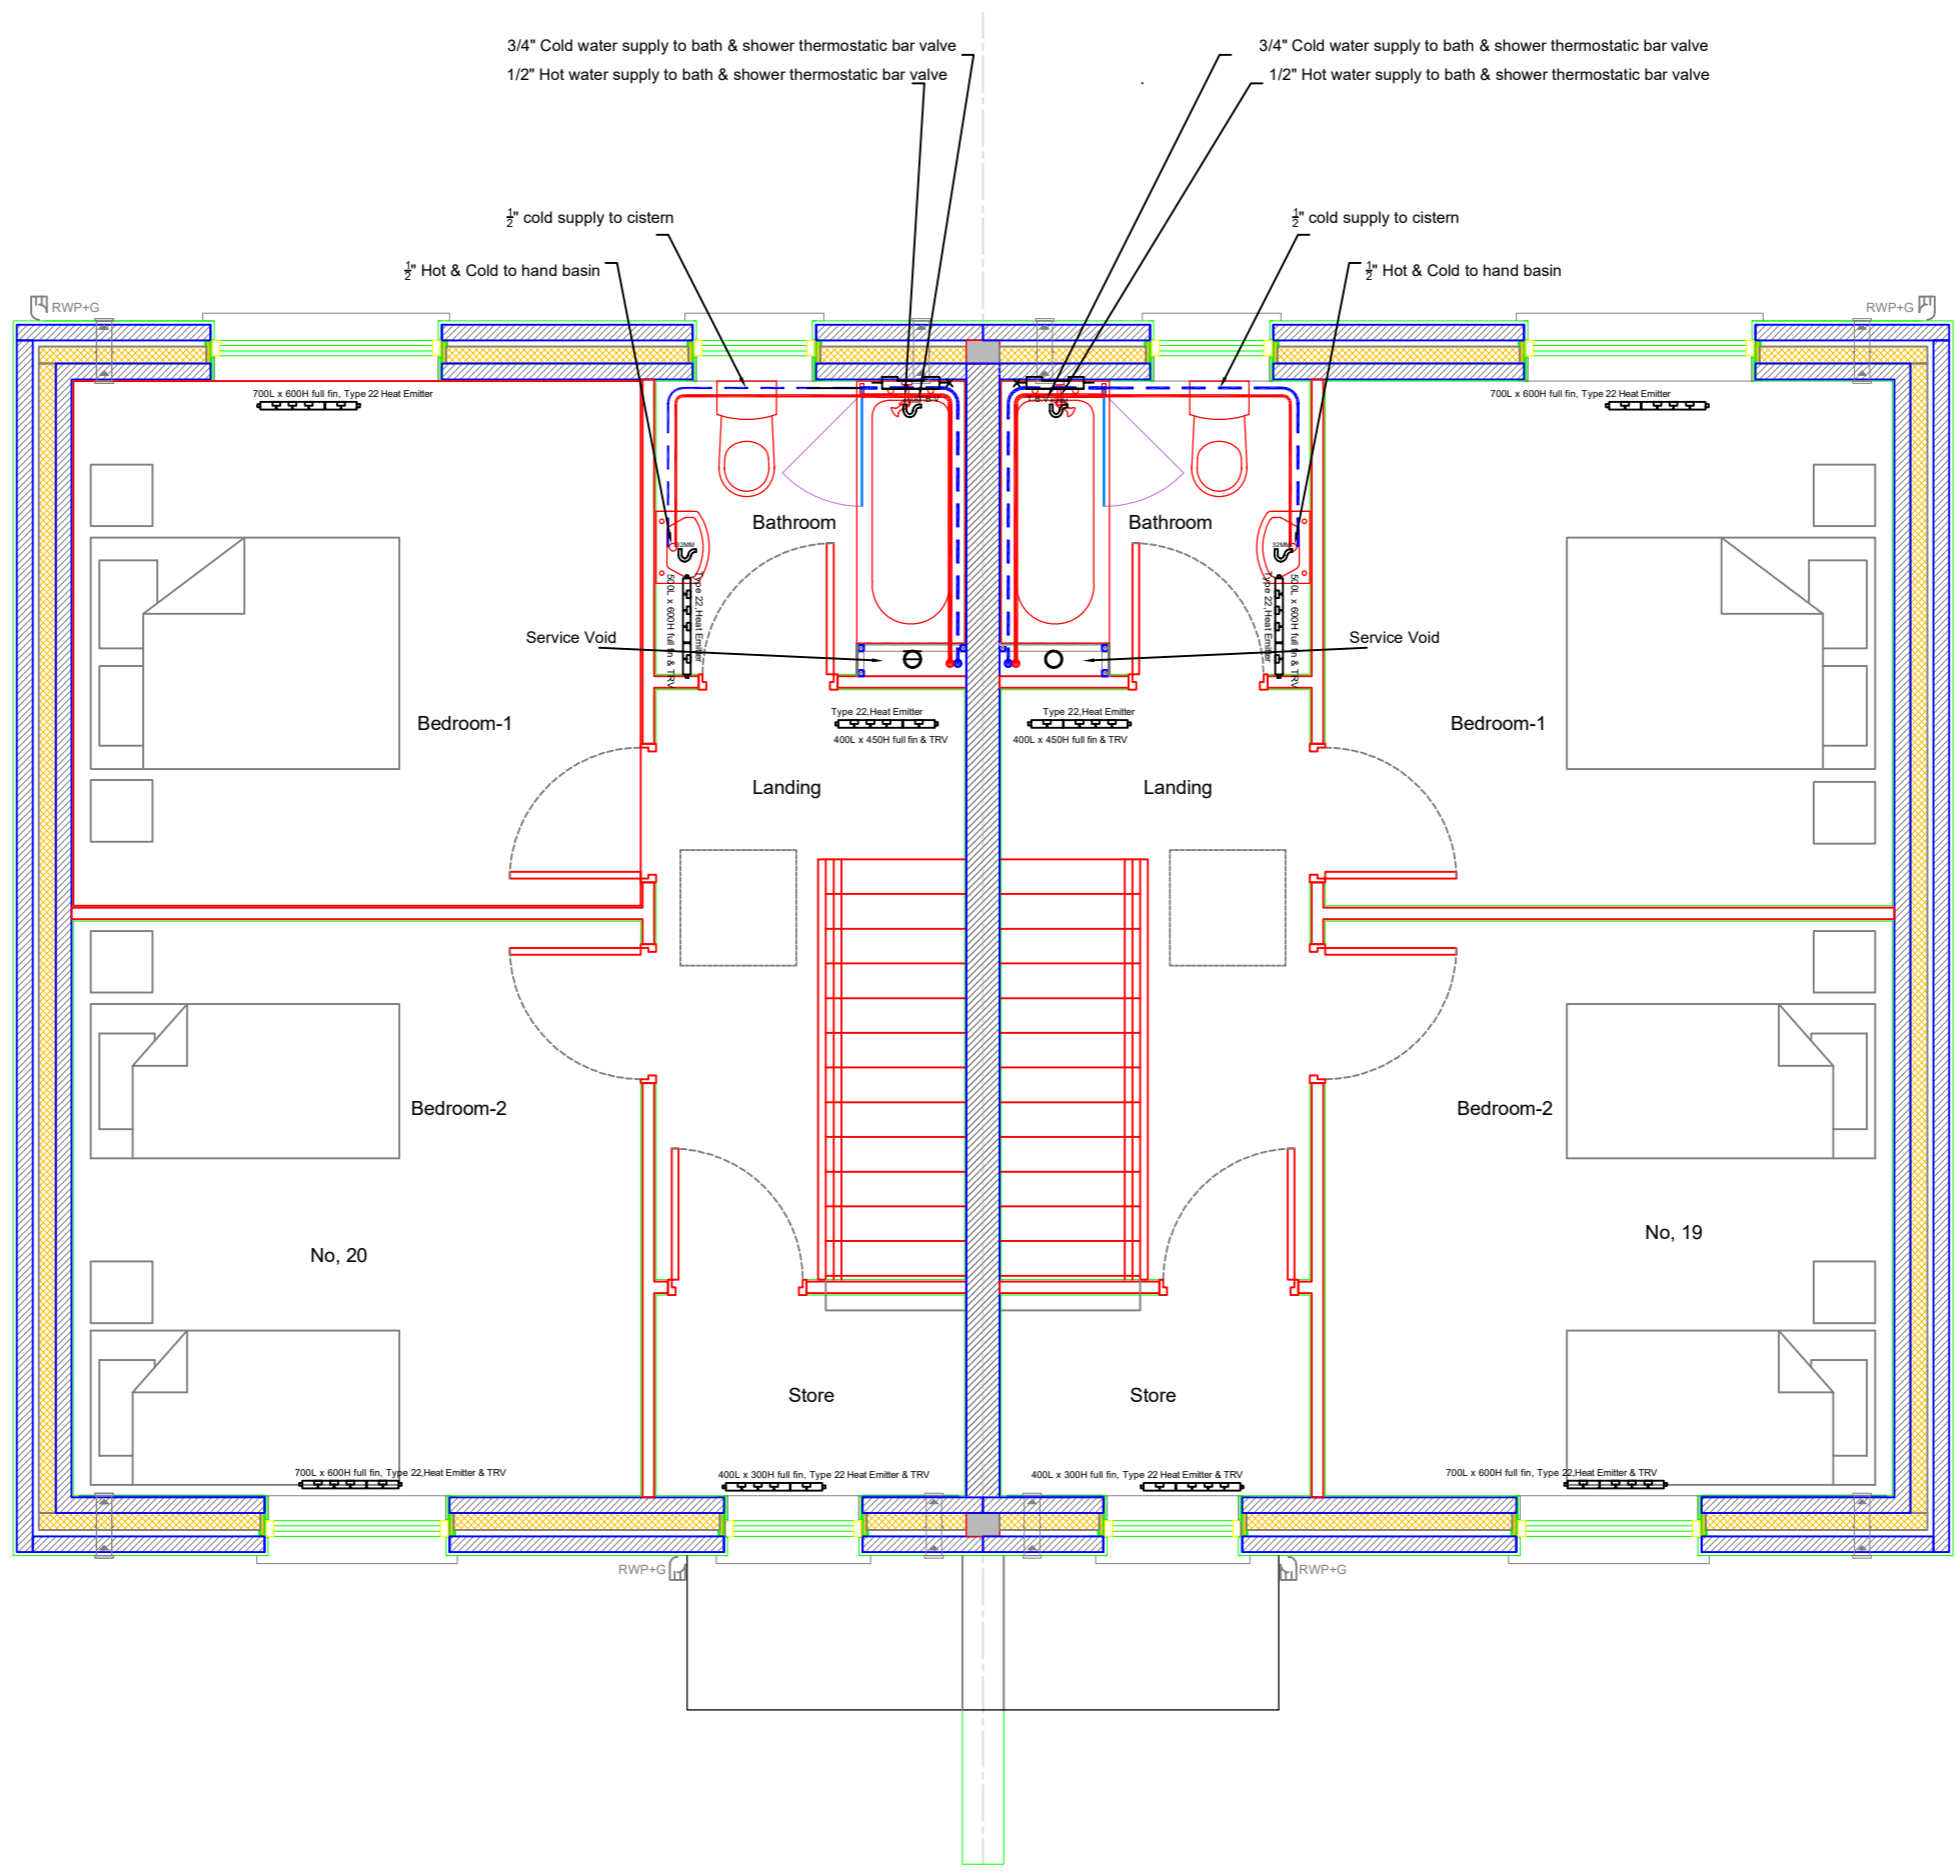 3/4" Cold water supply to bath & shower thermostatic bar valve
3/4" Cold water supply to bath & shower thermostatic bar valve
1/2" Hot water supply to bath & shower thermostatic bar valve
1/2" Hot water supply to bath & shower thermostatic bar valve
½" cold supply to cistern
½" cold supply to cistern
½" Hot & Cold to hand basin
½" Hot & Cold to hand basin
RWP+G
RWP+G
700L x 600H full fin, Type 22 Heat Emitter
700L x 600H full fin, Type 22 Heat Emitter
Bathroom
Bathroom
32MM
32MM
Type 22,Heat Emitter
500L x 600H full fin & TRV
Type 22,Heat Emitter
500L x 600H full fin & TRV
Service Void
Service Void
Type 22,Heat Emitter
400L x 450H full fin & TRV
Type 22,Heat Emitter
400L x 450H full fin & TRV
Bedroom-1
Bedroom-1
Landing
Landing
Bedroom-2
Bedroom-2
No, 20
No, 19
Store
Store
700L x 600H full fin, Type 22,Heat Emitter & TRV
400L x 300H full fin, Type 22 Heat Emitter & TRV
400L x 300H full fin, Type 22 Heat Emitter & TRV
700L x 600H full fin, Type 22,Heat Emitter & TRV
RWP+G
RWP+G